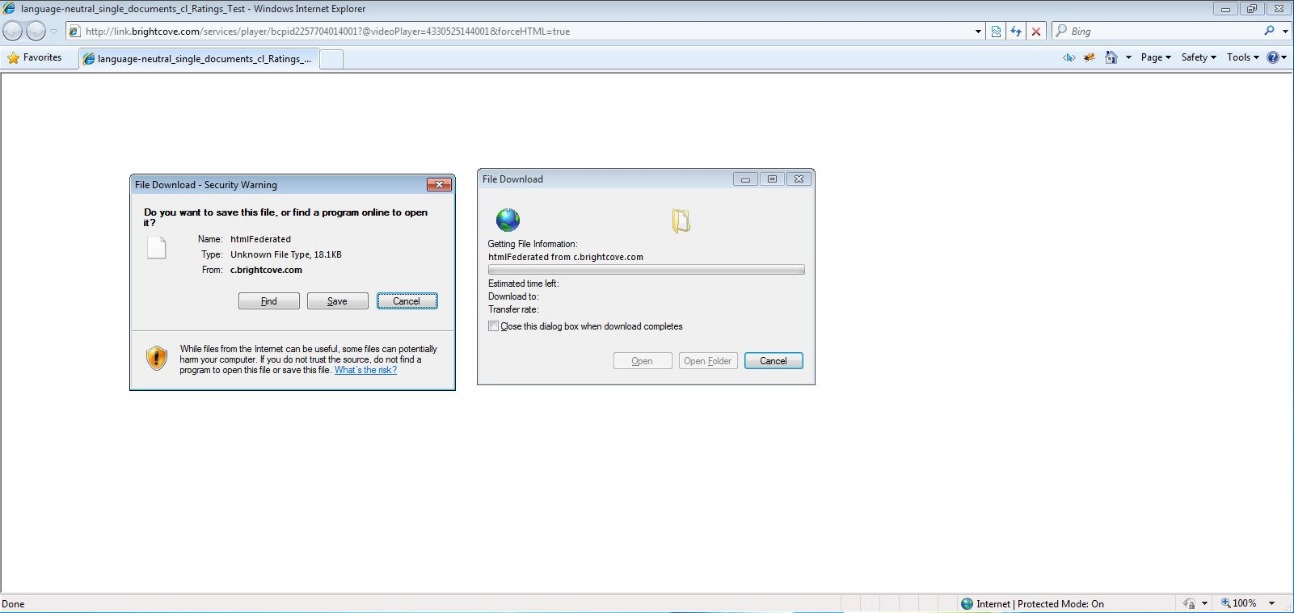 language-neutral_single_documents_cl_Ratings_Test - Windows Internet Explorer
http://link.brightcove.com/services/player/bcpid2257704014001?@videoPlayer=4330525144001&forceHTML=true
Bing
Favorites
language-neutral_single_documents_cl_Ratings_...
Page
Safety
Tools
File Download - Security Warning
Do you want to save this file, or find a program online to open
it?
Name: htmlFederated
Type: Unknown File Type, 18.1KB
From: c.brightcove.com
Find Save Cancel
While files from the Internet can be useful, some files can potentially
harm your computer. If you do not trust the source, do not find a
program to open this file or save this file. What's the risk?
File Download
Getting File Information:
htmlFederated from c.brightcove.com
Estimated time left:
Download to:
Transfer rate:
Close this dialog box when download completes
Open Open Folder Cancel
Done
Internet | Protected Mode: On
100%